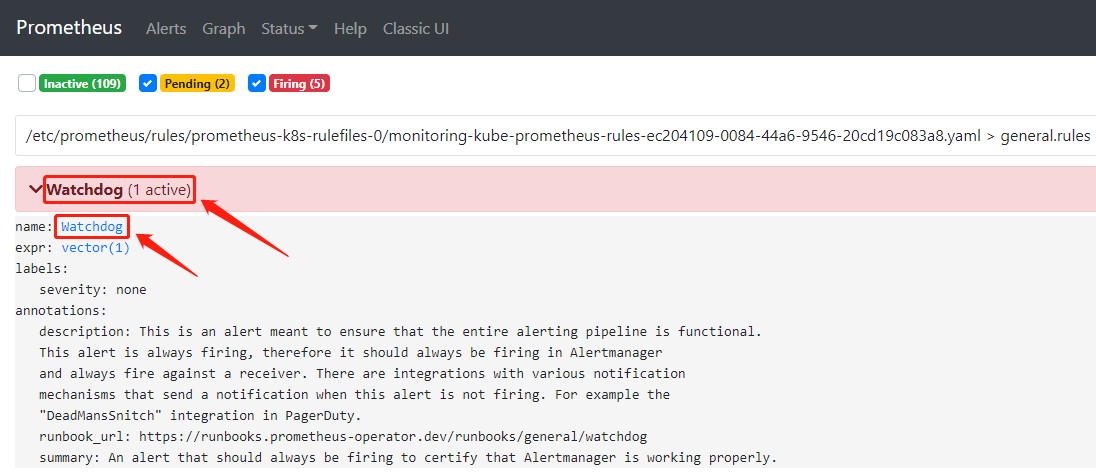 Prometheus Alerts Graph Status Help Classic UI
Inactive (109) Pending (2) Firing (5)
/etc/prometheus/rules/prometheus-k8s-rulefiles-0/monitoring-kube-prometheus-rules-ec204109-0084-44a6-9546-20cd19c083a8.yaml > general.rules
Watchdog (1 active)
name: Watchdog
expr: vector(1)
labels:
severity: none
annotations:
description: This is an alert meant to ensure that the entire alerting pipeline is functional.
This alert is always firing, therefore it should always be firing in Alertmanager
and always fire against a receiver. There are integrations with various notification
mechanisms that send a notification when this alert is not firing. For example the
"DeadMansSnitch" integration in PagerDuty.
runbook_url: https://runbooks.prometheus-operator.dev/runbooks/general/watchdog
summary: An alert that should always be firing to certify that Alertmanager is working properly.